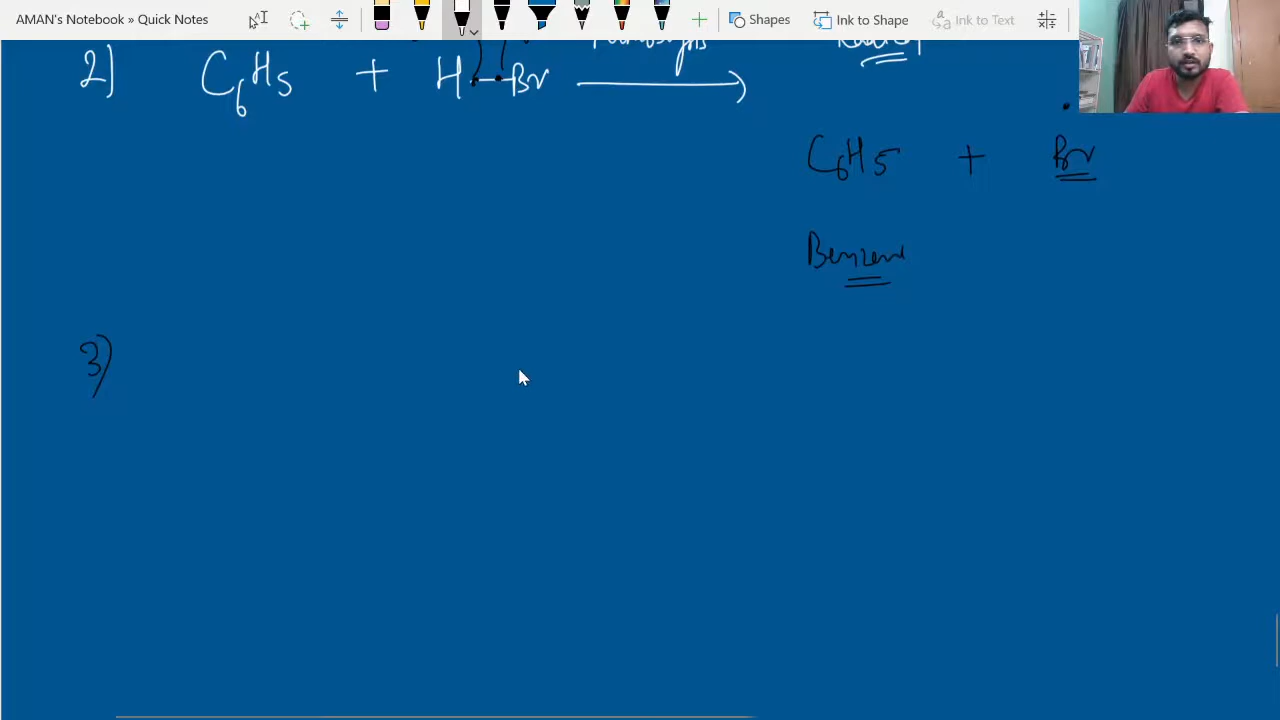 AMAN's Notebook » Quick Notes
Shapes
Ink to Shape
Ink to Text
2) C6H5 + H-Br
C6H5 + Br
Benzene
3)